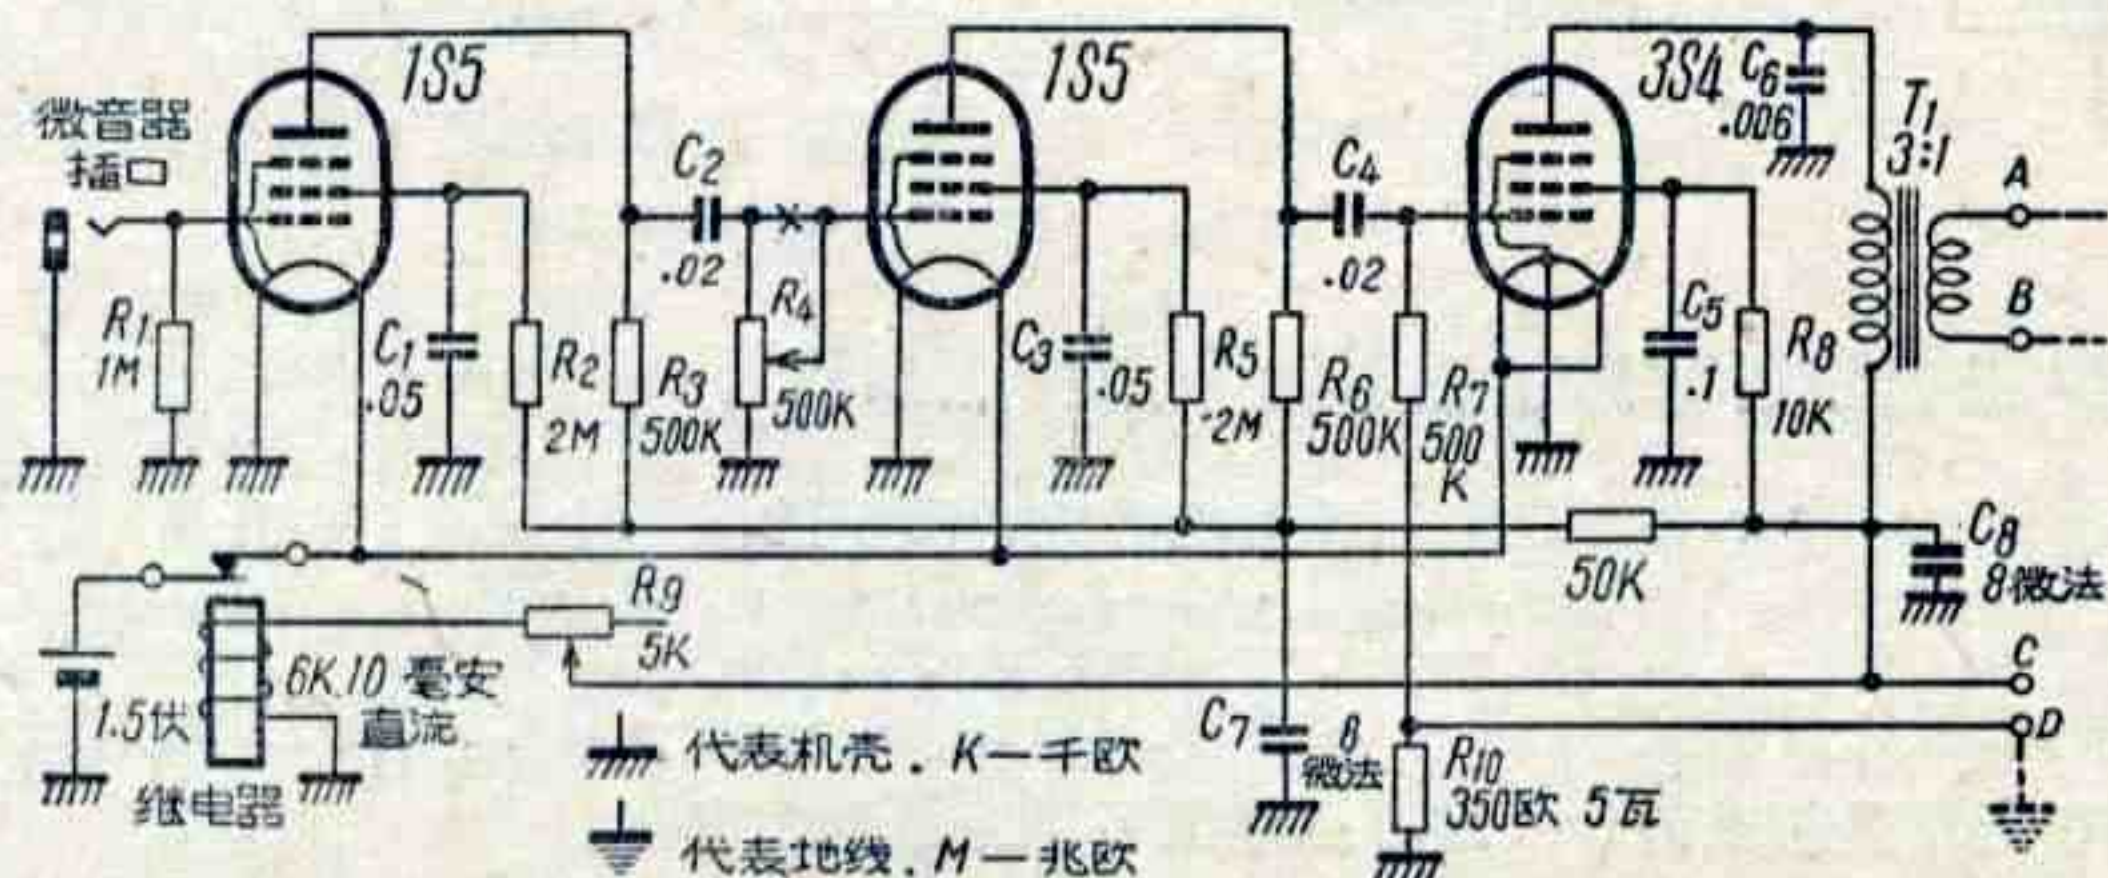 微音器
插口
1S5
1S5
3S4
C6
.006
T1
3:1
A
B
R1
1M
C1
.05
R2
2M
R3
500K
C2
.02
R4
500K
C3
.05
R5
2M
R6
500K
C4
.02
R7
500
K
C5
.1
R8
10K
50K
C8
8微法
C
D
R9
5K
1.5伏
6K.10 毫安
直流
继电器
C7
8
微法
R10
350欧 5瓦
代表机壳. K—千欧
代表地线. M—兆欧